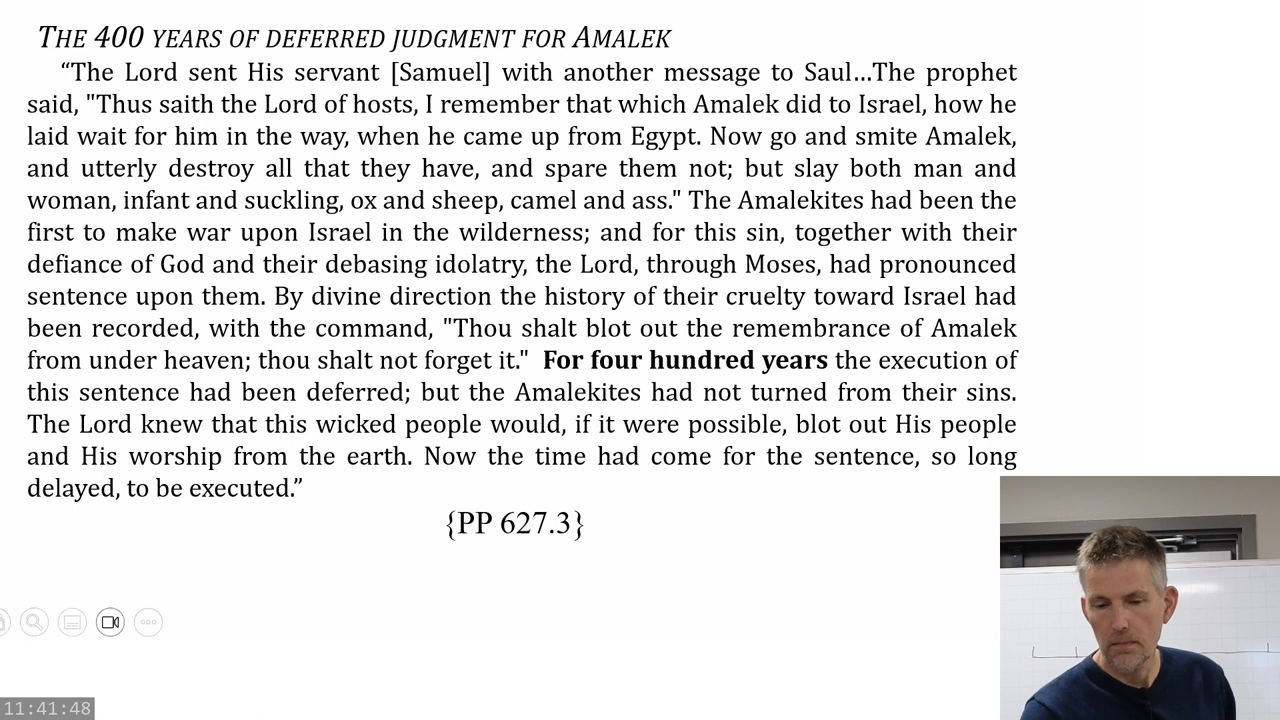 THE 400 YEARS OF DEFERRED JUDGMENT FOR AMALEK
“The Lord sent His servant [Samuel] with another message to Saul…The prophet
said, "Thus saith the Lord of hosts, I remember that which Amalek did to Israel, how he
laid wait for him in the way, when he came up from Egypt. Now go and smite Amalek,
and utterly destroy all that they have, and spare them not; but slay both man and
woman, infant and suckling, ox and sheep, camel and ass." The Amalekites had been the
first to make war upon Israel in the wilderness; and for this sin, together with their
defiance of God and their debasing idolatry, the Lord, through Moses, had pronounced
sentence upon them. By divine direction the history of their cruelty toward Israel had
been recorded, with the command, "Thou shalt blot out the remembrance of Amalek
from under heaven; thou shalt not forget it." For four hundred years the execution of
this sentence had been deferred; but the Amalekites had not turned from their sins.
The Lord knew that this wicked people would, if it were possible, blot out His people
and His worship from the earth. Now the time had come for the sentence, so long
delayed, to be executed.”
{PP 627.3}
11:41:48